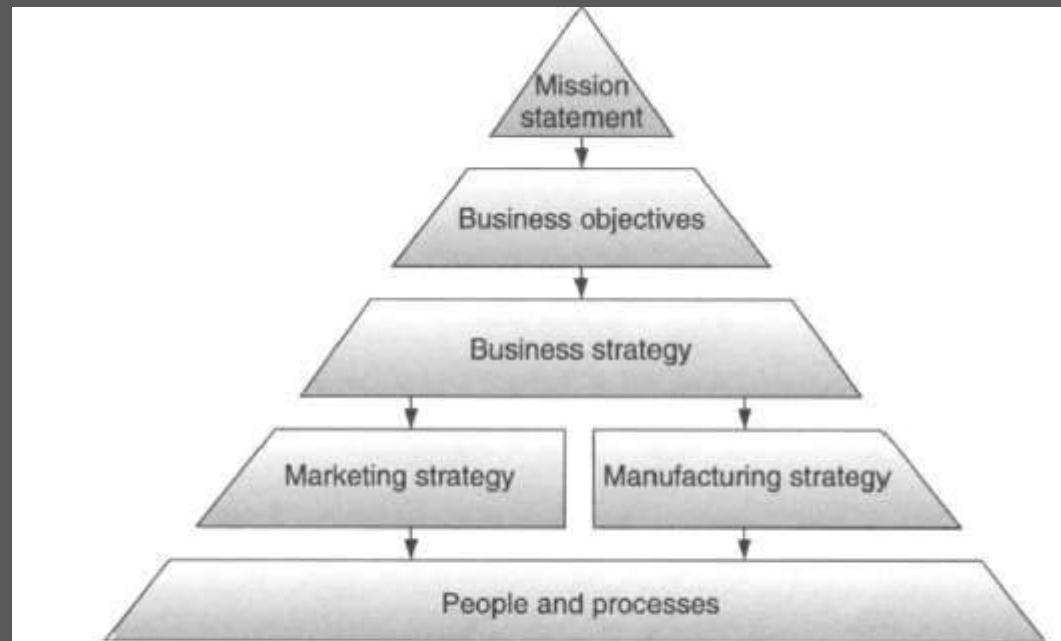 Mission
statement
Business objectives
Business strategy
Marketing strategy
Manufacturing strategy
People and processes